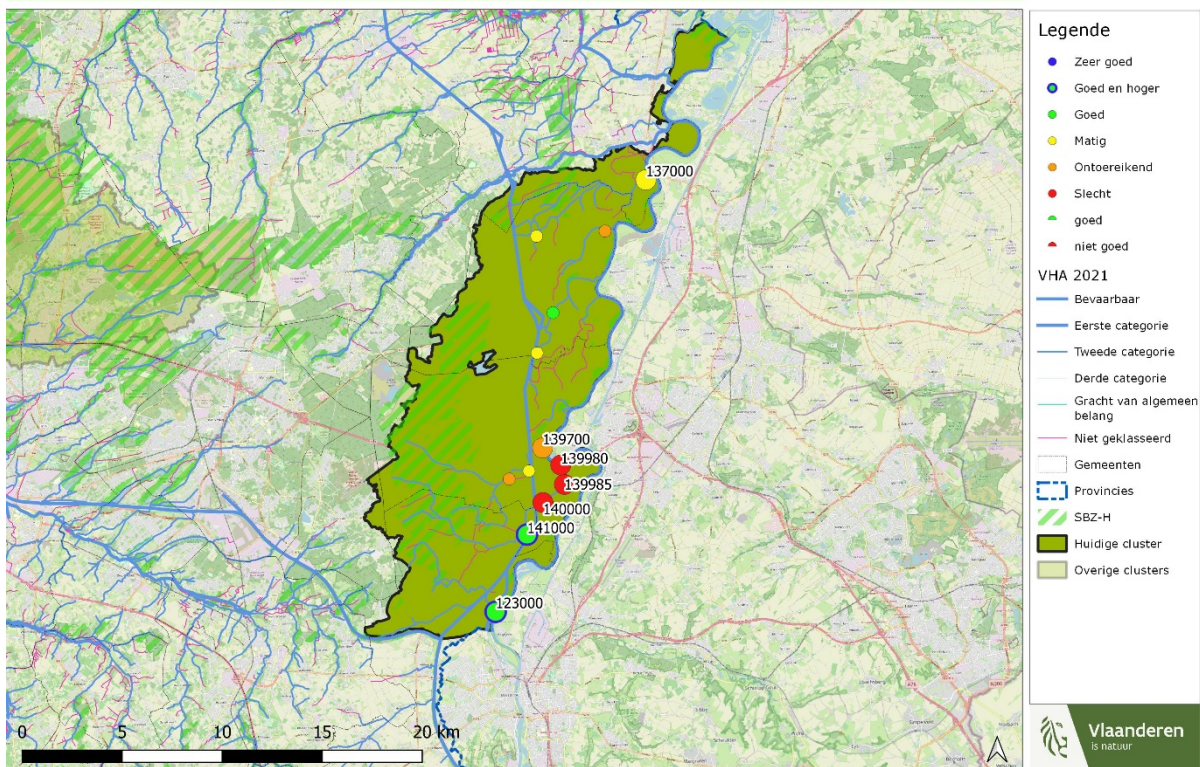 137000
139700
139980
139985
140000
141000
123000
0
5
10
15
20 km
Legende
Zeer goed
Goed en hoger
Goed
Matig
Ontoereikend
Slecht
goed
niet goed
VHA 2021
Bevaarbaar
Eerste categorie
Tweede categorie
Derde categorie
Gracht van algemeen
belang
Niet geklasseerd
Gemeenten
Provincies
SBZ-H
Huidige cluster
Overige clusters
Vlaanderen
is natuur